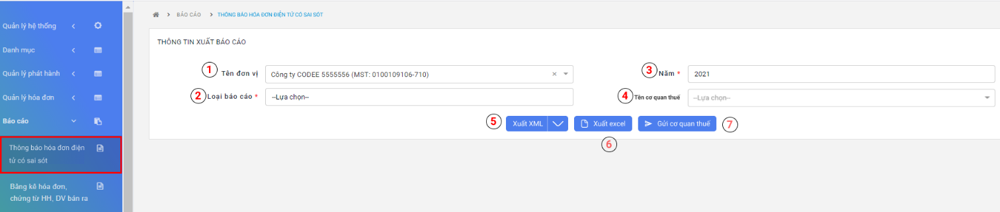 BÁO CÁO
THÔNG BÁO HÓA ĐƠN ĐIỆN TỬ CÓ SAI SÓT
Quản lý hệ thống
Danh mục
Quản lý phát hành
Quản lý hóa đơn
Báo cáo
Thông báo hóa đơn điện
tử có sai sót
Bảng kê hóa đơn,
chứng từ HH, DV bán ra
THÔNG TIN XUẤT BÁO CÁO
1 Tên đơn vị Công ty CODEE 5555556 (MST: 0100109106-710) ×
3 Năm * 2021
2 Loại báo cáo * --Lựa chọn--
4 Tên cơ quan thuế --Lựa chọn--
5 Xuất XML Xuất excel Gửi cơ quan thuế 7
6